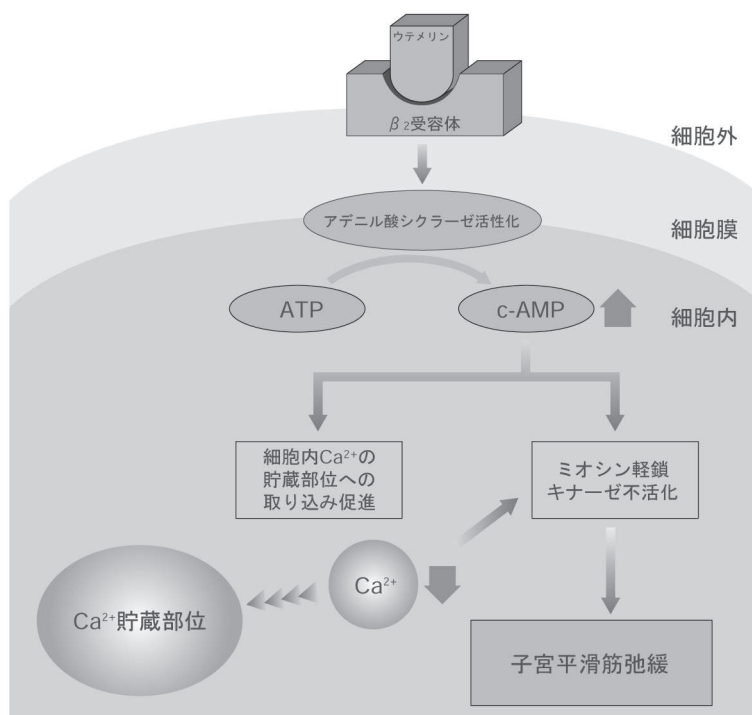 ウテメリン
β₂受容体
細胞外
アデニル酸シクラーゼ活性化
細胞膜
ATP
c-AMP
細胞内
細胞内Ca²⁺の
貯蔵部位への
取り込み促進
ミオシン軽鎖
キナーゼ不活化
Ca²⁺
Ca²⁺貯蔵部位
子宮平滑筋弛緩